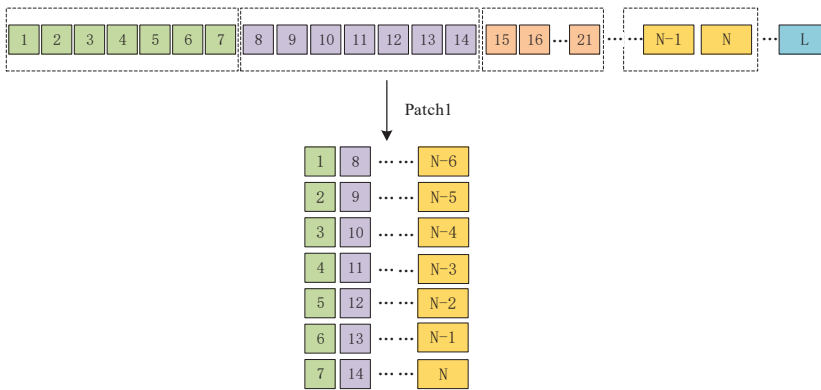 1 2 3 4 5 6 7 8 9 10 11 12 13 14 15 16 ... 21 ...... N-1 N ... L
Patch1
1 8 ...... N-6
2 9 ...... N-5
3 10 ...... N-4
4 11 ...... N-3
5 12 ...... N-2
6 13 ...... N-1
7 14 ...... N